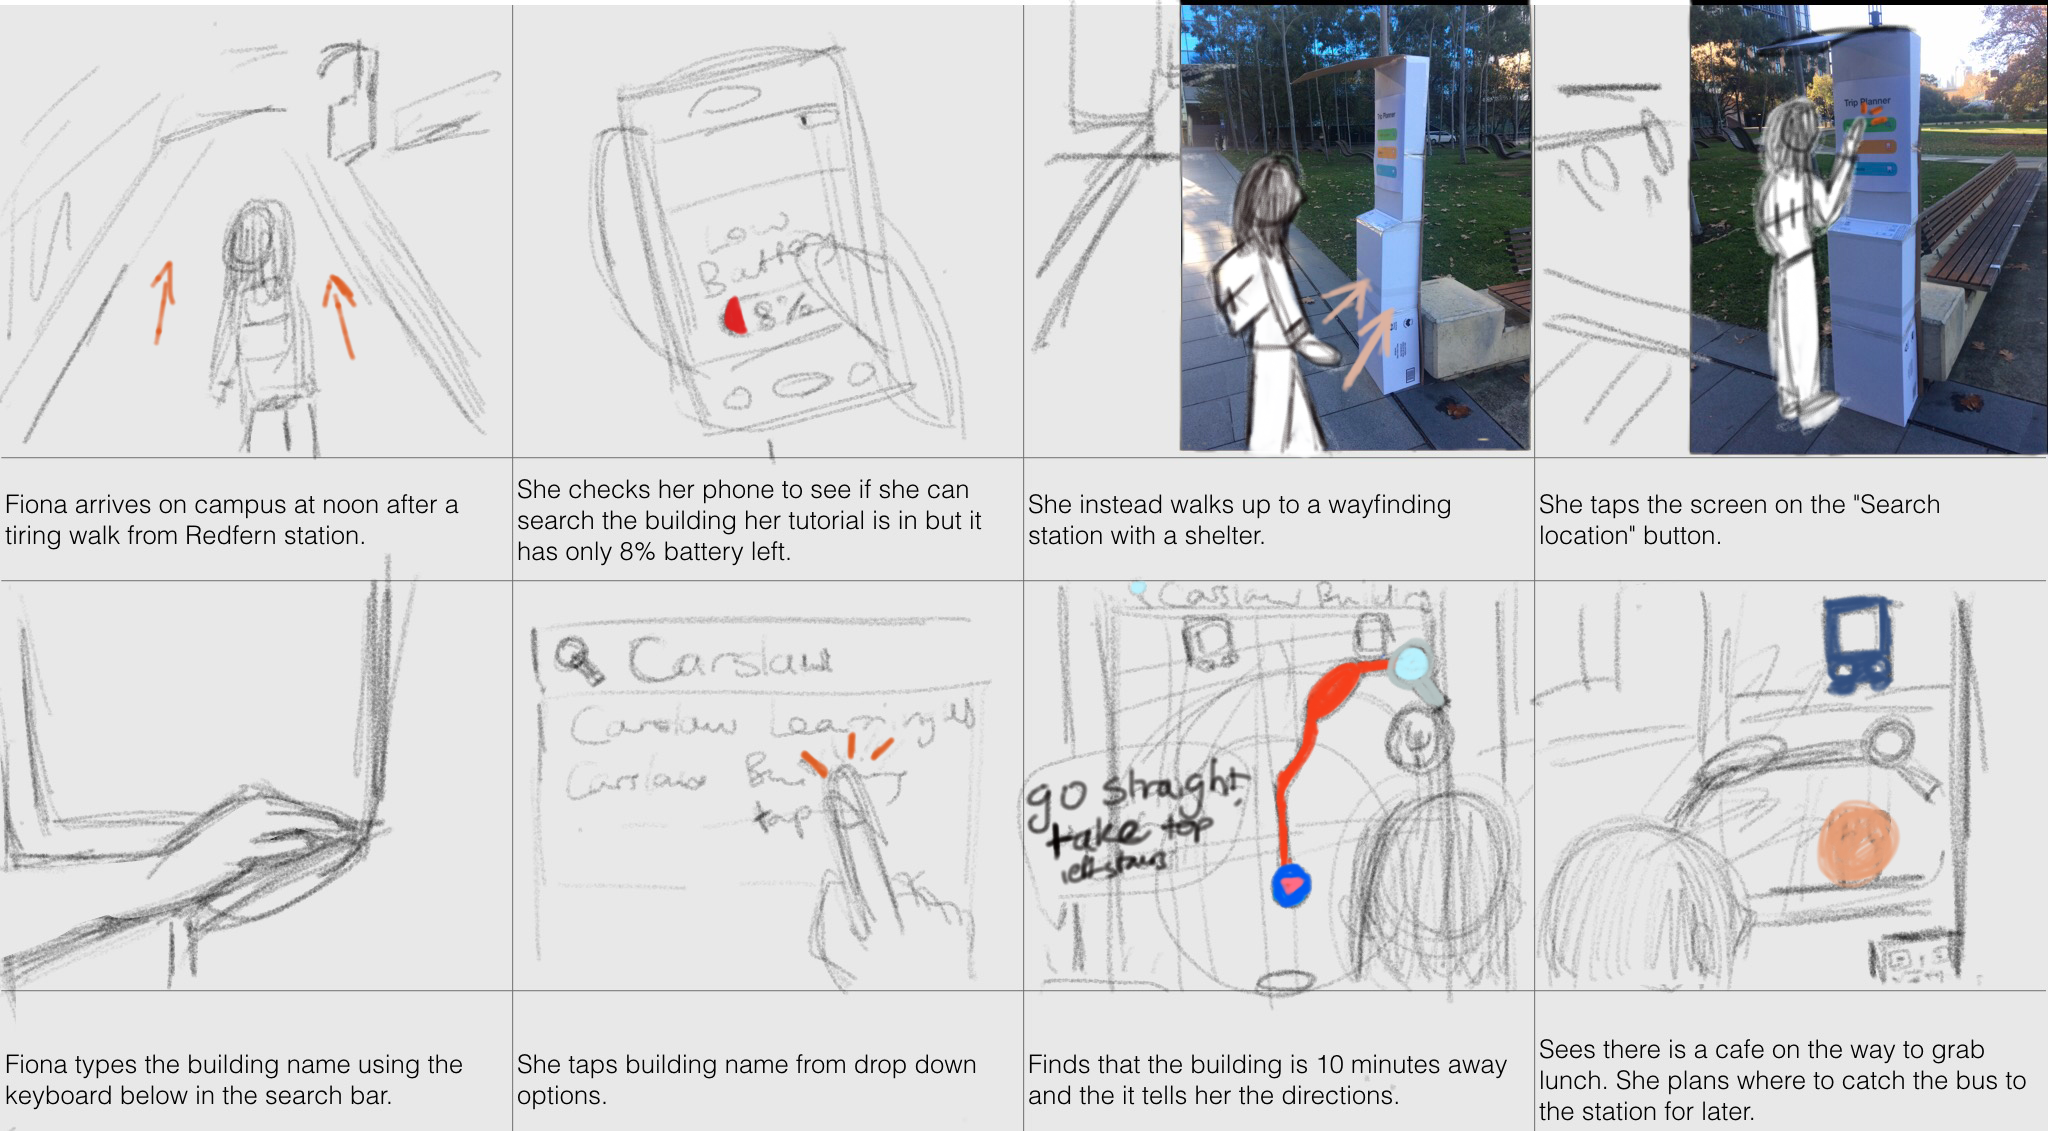 Low
Battery
8%
Trip Planner
Trip Planner
Fiona arrives on campus at noon after a
tiring walk from Redfern station.
She checks her phone to see if she can
search the building her tutorial is in but it
has only 8% battery left.
She instead walks up to a wayfinding
station with a shelter.
She taps the screen on the "Search
location" button.
Carslaw
Carslaw Learning
Carslaw Building
tap
Carslaw Building
go straight,
take top
left stairs
Fiona types the building name using the
keyboard below in the search bar.
She taps building name from drop down
options.
Finds that the building is 10 minutes away
and the it tells her the directions.
Sees there is a cafe on the way to grab
lunch. She plans where to catch the bus to
the station for later.